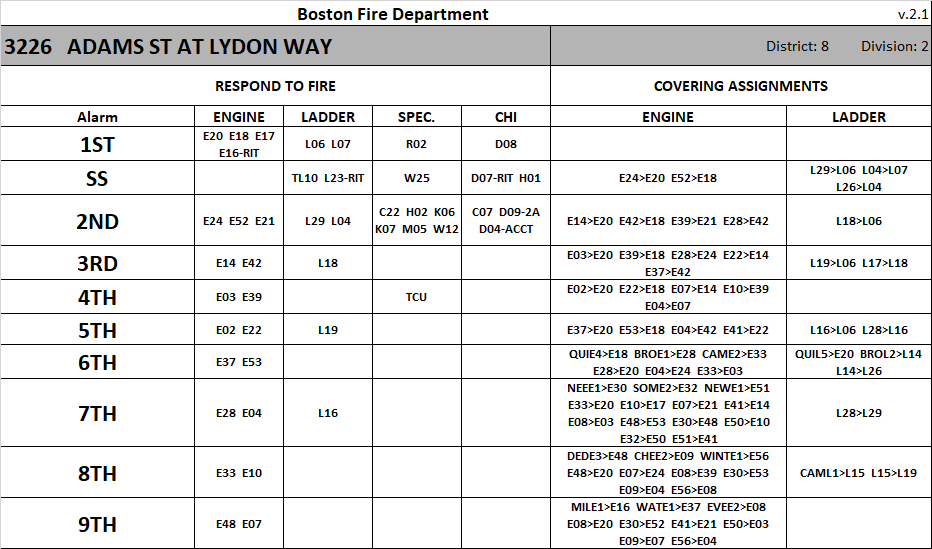 Boston Fire Department v.2.1
3226 ADAMS ST AT LYDON WAY District: 8 Division: 2
RESPOND TO FIRE COVERING ASSIGNMENTS
Alarm ENGINE LADDER SPEC. CHI ENGINE LADDER
1ST
E20 E18 E17
E16-RIT
L06 L07
R02
D08
SS
TL10 L23-RIT
W25
D07-RIT H01
E24>E20 E52>E18
L29>L06 L04>L07
L26>L04
2ND
E24 E52 E21
L29 L04
C22 H02 K06
K07 M05 W12
C07 D09-2A
D04-ACCT
E14>E20 E42>E18 E39>E21 E28>E42
L18>L06
3RD
E14 E42
L18
E03>E20 E39>E18 E28>E24 E22>E14
E37>E42
L19>L06 L17>L18
4TH
E03 E39
TCU
E02>E20 E22>E18 E07>E14 E10>E39
E04>E07
5TH
E02 E22
L19
E37>E20 E53>E18 E04>E42 E41>E22
L16>L06 L28>L16
6TH
E37 E53
QUIE4>E18 BROE1>E28 CAME2>E33
E28>E20 E04>E24 E33>E03
QUIL5>E20 BROL2>L14
L14>L26
7TH
E28 E04
L16
NEEE1>E30 SOME2>E32 NEWE1>E51
E33>E20 E10>E17 E07>E21 E41>E14
E08>E03 E48>E53 E30>E48 E50>E10
E32>E50 E51>E41
L28>L29
8TH
E33 E10
DEDE3>E48 CHEE2>E09 WINTE1>E56
E48>E20 E07>E24 E08>E39 E30>E53
E09>E04 E56>E08
CAML1>L15 L15>L19
9TH
E48 E07
MILE1>E16 WATE1>E37 EVEE2>E08
E08>E20 E30>E52 E41>E21 E50>E03
E09>E07 E56>E04